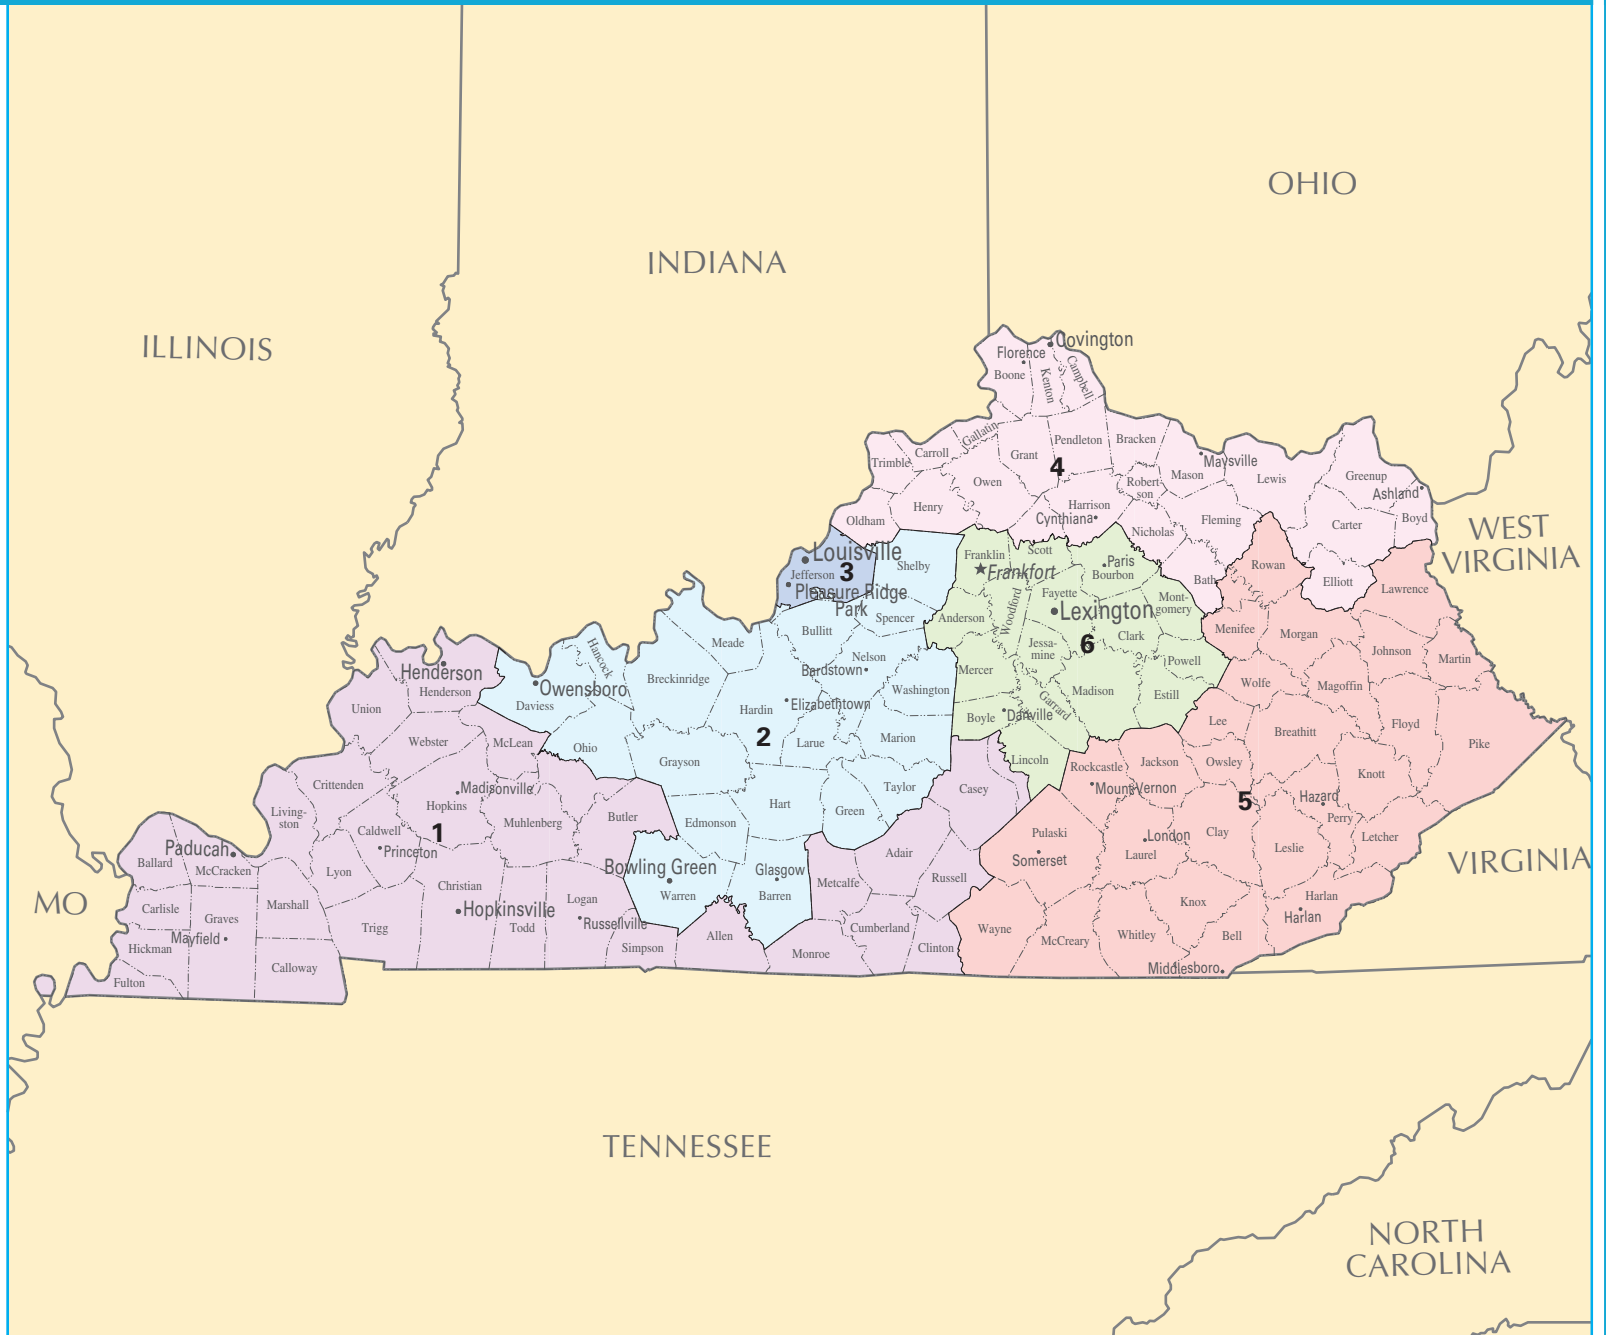 OHIO
INDIANA
ILLINOIS
Covington
Florence
Boone
Kenton
Campbell
Gallatin
Carroll
Trimble
Grant
Pendleton
Bracken
4
Maysville
Mason
Robert-
son
Lewis
Greenup
Ashland
Owen
Henry
Harrison
Cynthiana
Oldham
Nicholas
Fleming
Carter
Boyd
WEST
VIRGINIA
Louisville
3
Jefferson
Pleasure Ridge
Park
Shelby
Franklin
Scott
Frankfort
Paris
Bourbon
Bath
Rowan
Elliott
Lawrence
Fayette
Mont-
gomery
Lexington
Woodford
Anderson
Spencer
Bullitt
Meade
Hancock
Menifee
Morgan
Clark
6
Jessa-
mine
Nelson
Bardstown
Johnson
Martin
Henderson
Henderson
Owensboro
Daviess
Breckinridge
Washington
Mercer
Powell
Madison
Estill
Wolfe
Magoffin
Union
Hardin
Elizabethtown
Garrard
Boyle
Danville
Lee
Floyd
Breathitt
Webster
McLean
Ohio
2
Larue
Marion
Pike
Grayson
Lincoln
Rockcastle
Jackson
Owsley
Knott
Crittenden
Madisonville
Hopkins
Taylor
Casey
Mount Vernon
Hazard
5
Perry
Living-
ston
Muhlenberg
Butler
Edmonson
Hart
Green
Caldwell
1
Princeton
Pulaski
London
Clay
Letcher
Paducah
Ballard
McCracken
Lyon
Bowling Green
Warren
Glasgow
Barren
Adair
Somerset
Laurel
Leslie
VIRGINIA
Metcalfe
Russell
Christian
Logan
Harlan
Harlan
MO
Carlisle
Graves
Marshall
Hopkinsville
Todd
Russellville
Knox
Mayfield
Trigg
Cumberland
Wayne
McCreary
Whitley
Bell
Hickman
Simpson
Allen
Monroe
Clinton
Calloway
Fulton
Middlesboro
TENNESSEE
NORTH
CAROLINA